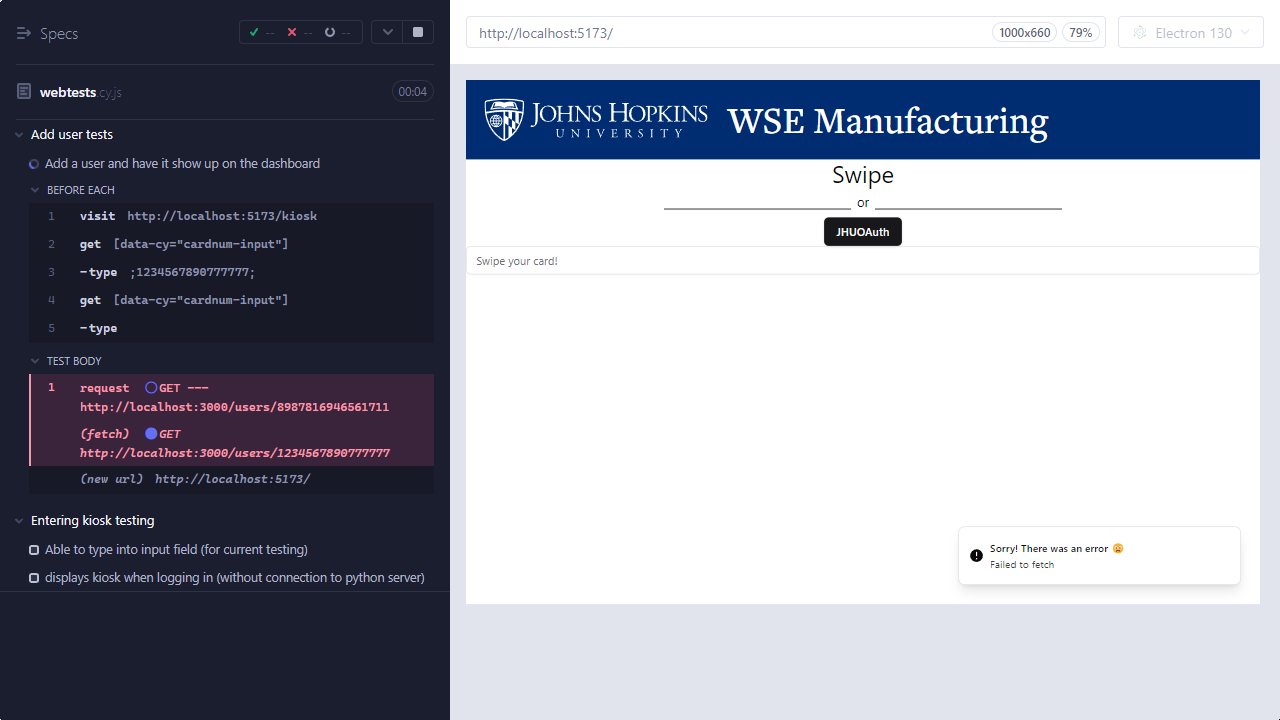 Specs
-- -- --
webtests.cy.js 00:04
Add user tests
Add a user and have it show up on the dashboard
BEFORE EACH
1 visit http://localhost:5173/kiosk
2 get [data-cy="cardnum-input"]
3 -type ;1234567890777777;
4 get [data-cy="cardnum-input"]
5 -type
TEST BODY
1 request GET ---
http://localhost:3000/users/8987816946561711
(fetch) GET
http://localhost:3000/users/1234567890777777
(new url) http://localhost:5173/
Entering kiosk testing
Able to type into input field (for current testing)
displays kiosk when logging in (without connection to python server)
http://localhost:5173/ 1000x660 79% Electron 130
JOHNS HOPKINS
UNIVERSITY
WSE Manufacturing
Swipe
or
JHUOAuth
Swipe your card!
Sorry! There was an error 😩
Failed to fetch